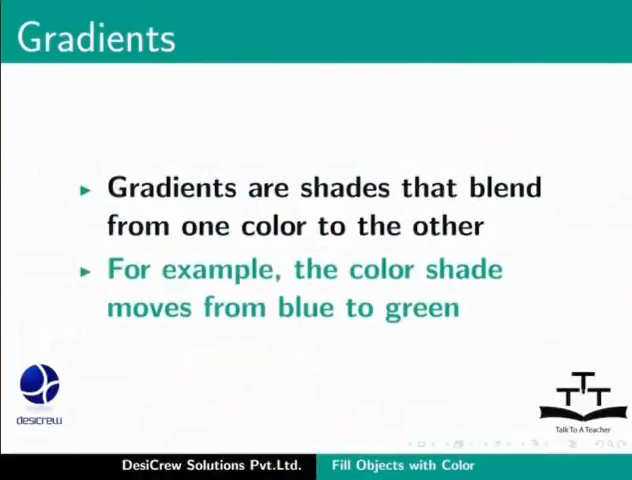 Gradients
Gradients are shades that blend
from one color to the other
For example, the color shade
moves from blue to green
desicrew
TTT
Talk To A Teacher
DesiCrew Solutions Pvt.Ltd.
Fill Objects with Color